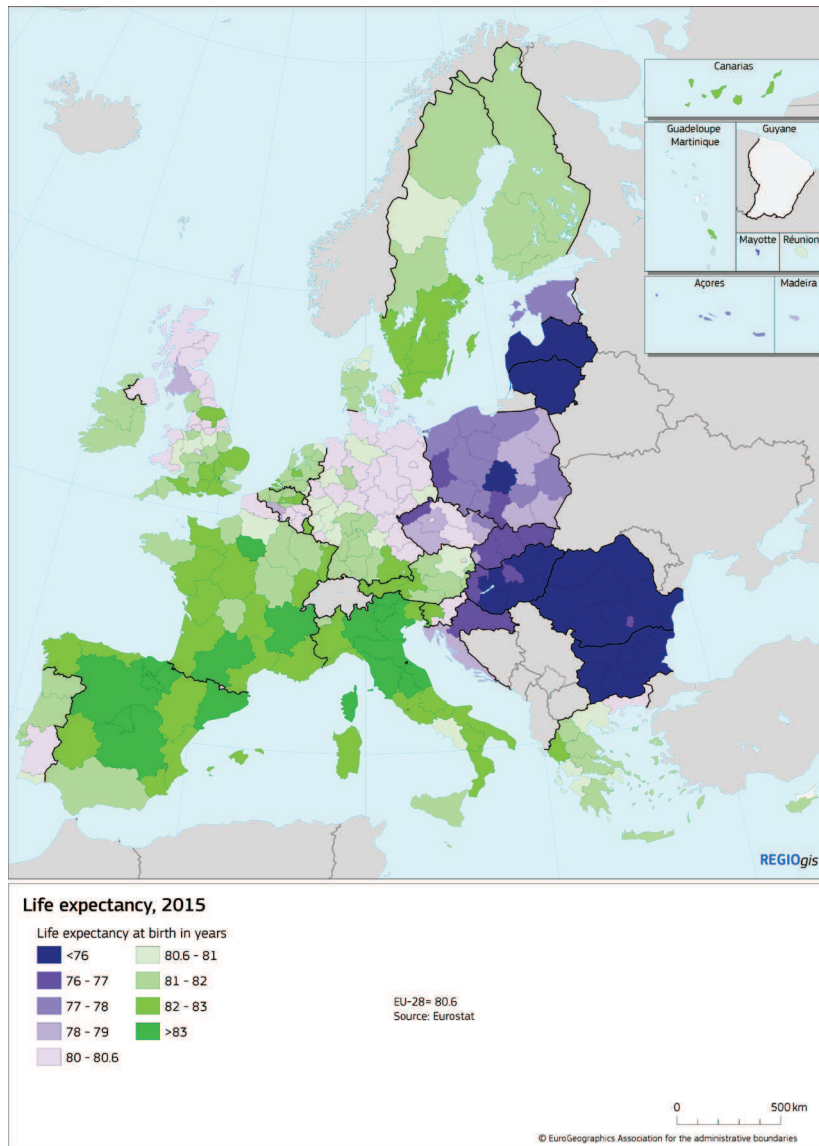 Canarias
Guadeloupe
Martinique
Guyane
Mayotte
Réunion
Açores
Madeira
REGIOgis
Life expectancy, 2015
Life expectancy at birth in years
<76
76 - 77
77 - 78
78 - 79
80 - 80.6
80.6 - 81
81 - 82
82 - 83
>83
EU-28= 80.6
Source: Eurostat
0 500 km
© EuroGeographics Association for the administrative boundaries